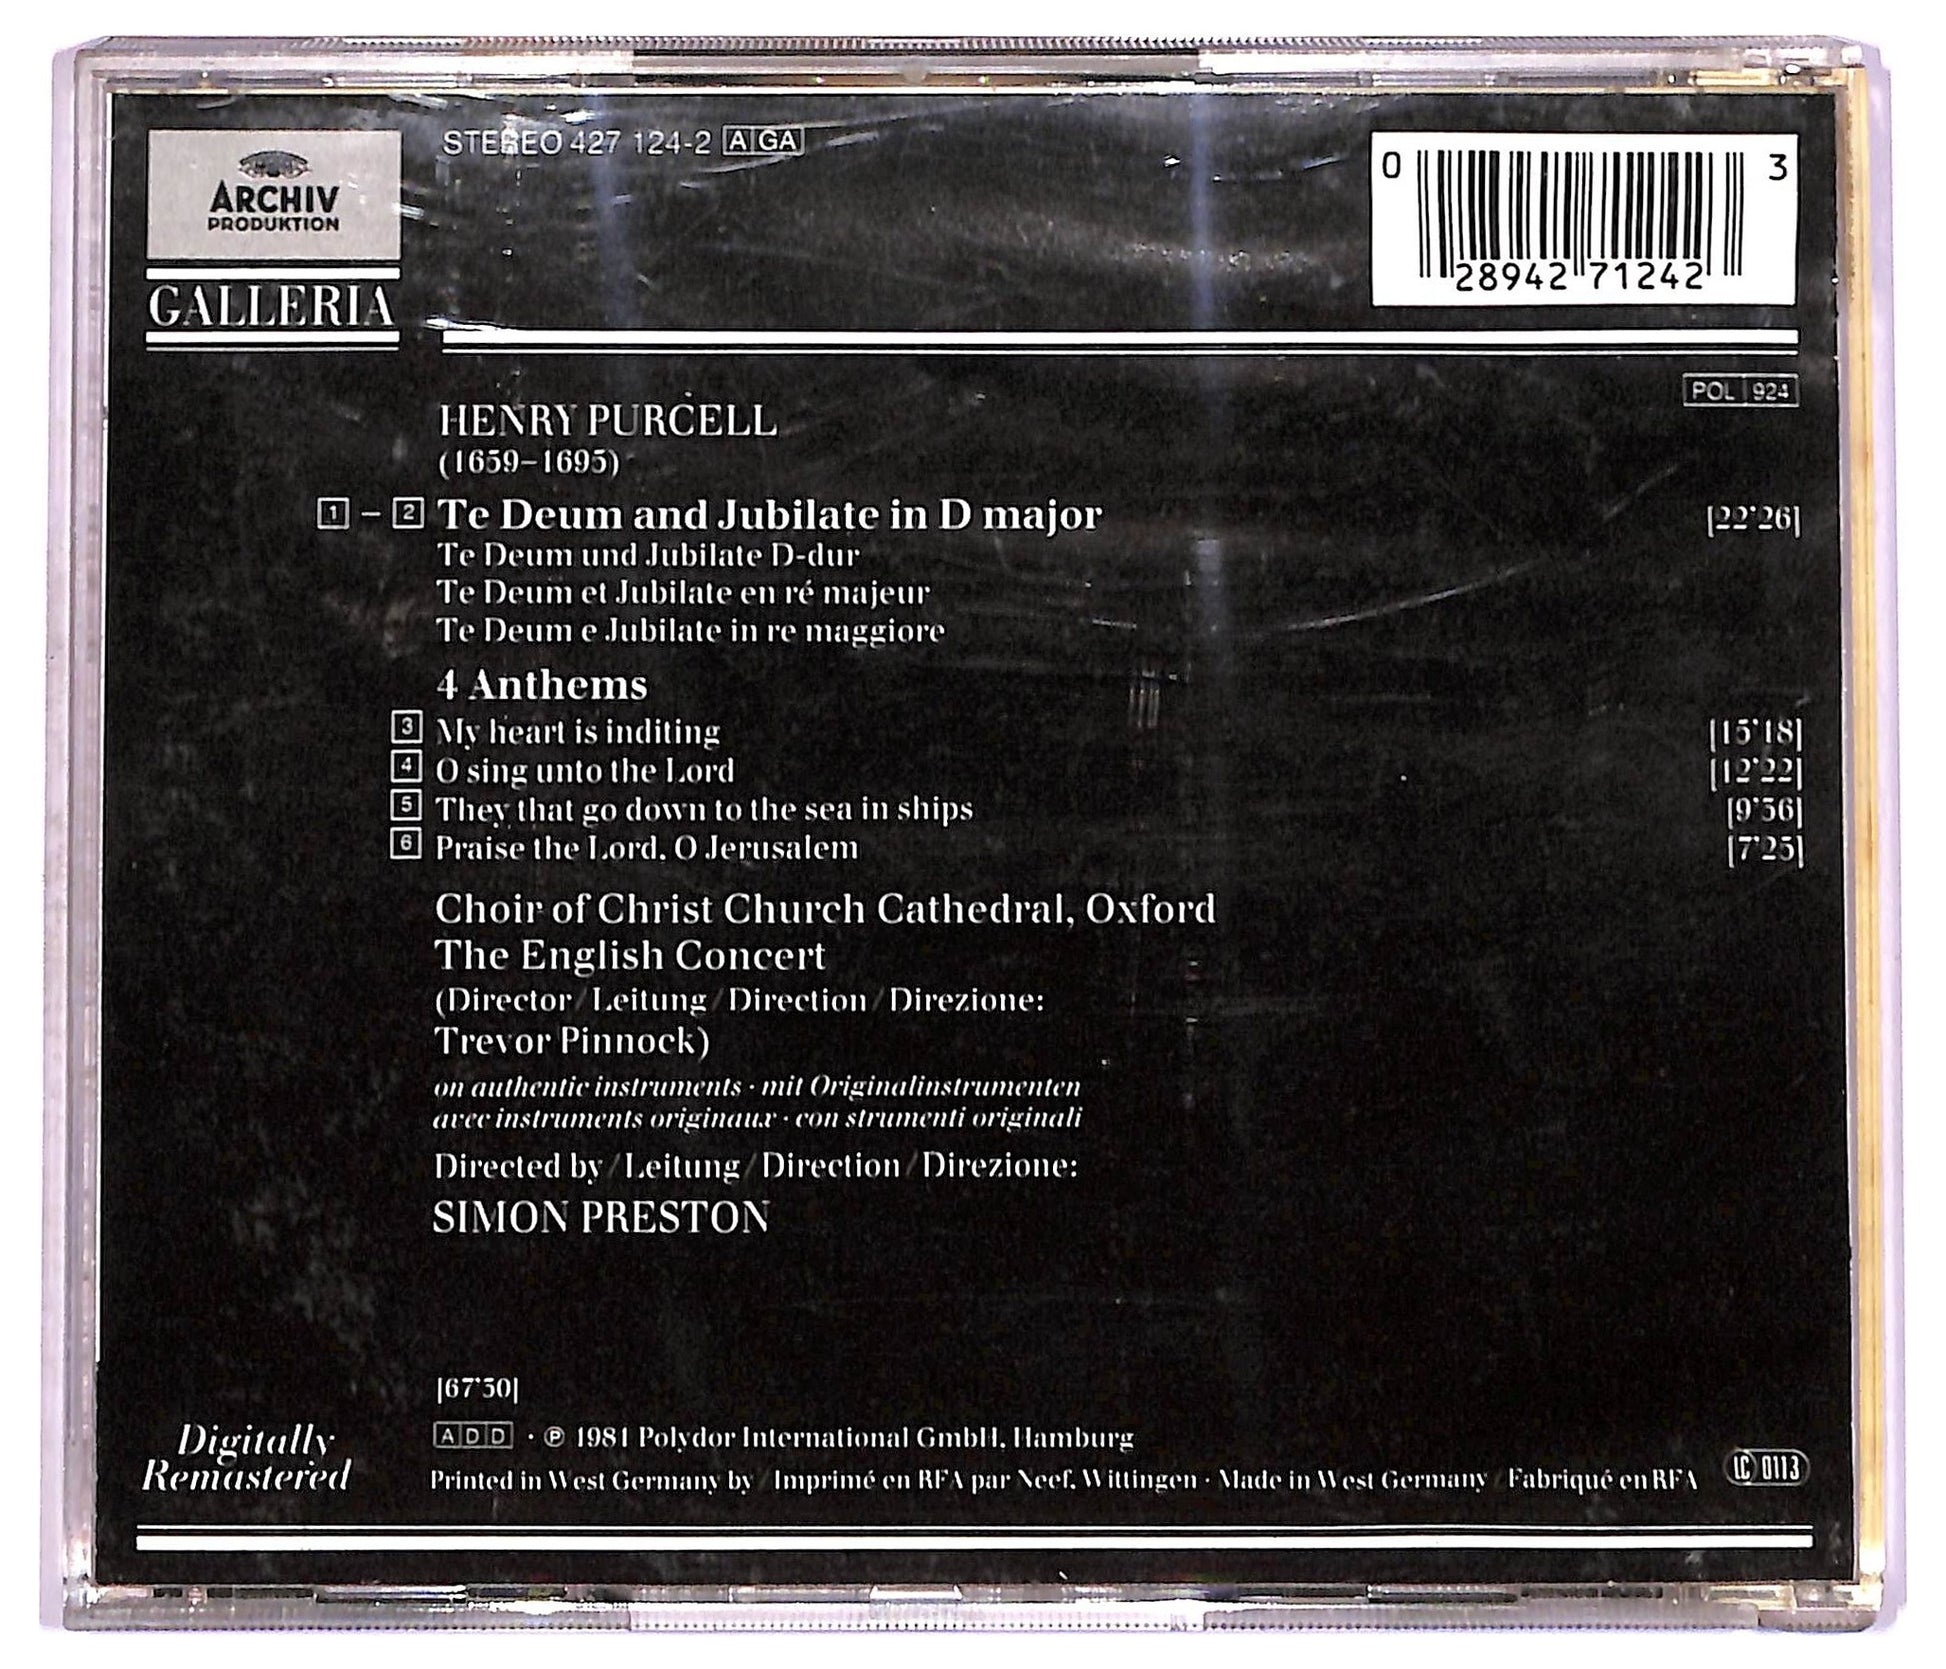 ARCHIV
PRODUKTION
GALLERIA
STEREO 427 124-2 A GA
0 28942 71242 3
POL 924
HENRY PURCELL
(1659–1695)
1 – 2 Te Deum and Jubilate in D major [22'26]
Te Deum und Jubilate D-dur
Te Deum et Jubilate en ré majeur
Te Deum e Jubilate in re maggiore
4 Anthems
3 My heart is inditing [15'18]
4 O sing unto the Lord [12'22]
5 They that go down to the sea in ships [9'56]
6 Praise the Lord, O Jerusalem [7'25]
Choir of Christ Church Cathedral, Oxford
The English Concert
(Director / Leitung / Direction / Direzione:
Trevor Pinnock)
on authentic instruments · mit Originalinstrumenten
avec instruments originaux · con strumenti originali
Directed by / Leitung / Direction / Direzione:
SIMON PRESTON
[67'50]
Digitally
Remastered
ADD · ℗ 1981 Polydor International GmbH, Hamburg
Printed in West Germany by / Imprimé en RFA par Neef, Wittingen · Made in West Germany / Fabriqué en RFA
LC 0113